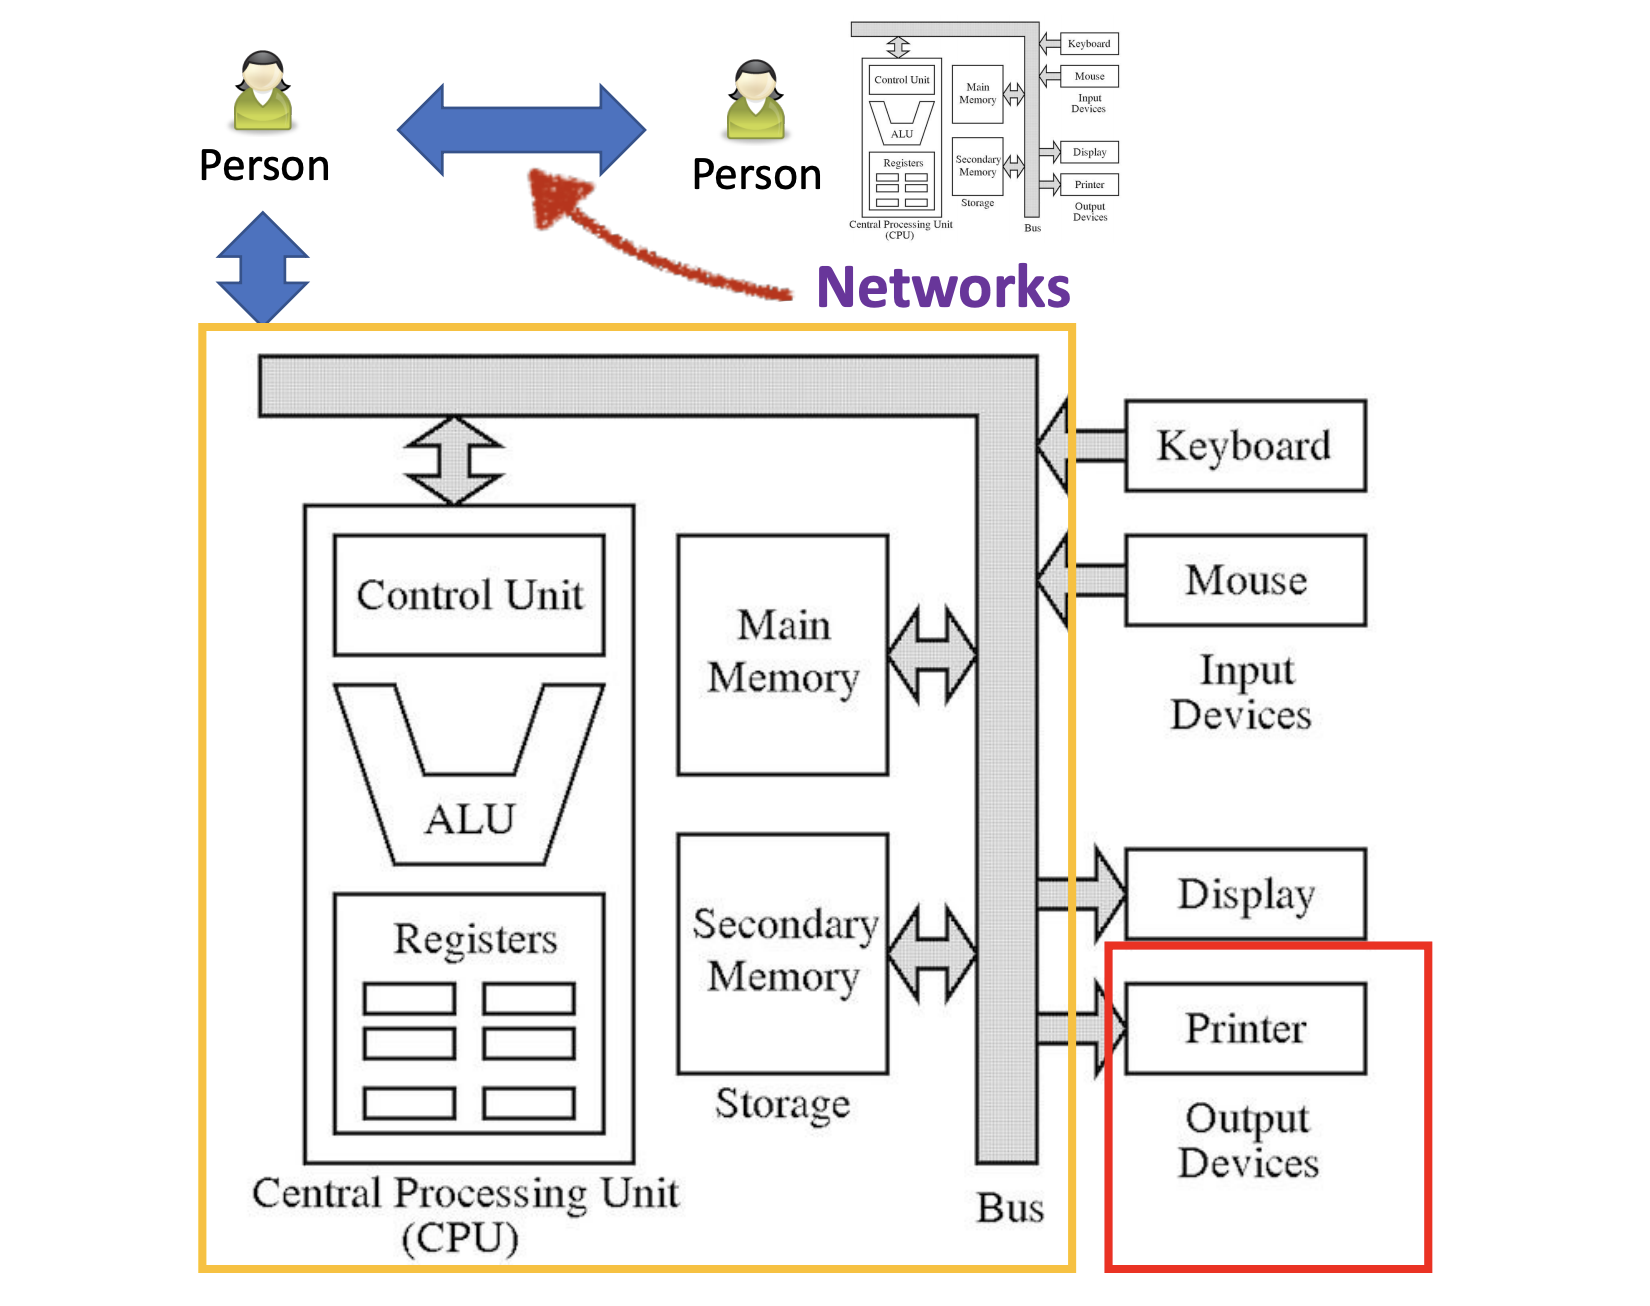 Person
Person
Control Unit
ALU
Registers
Central Processing Unit
(CPU)
Main
Memory
Secondary
Memory
Storage
Bus
Keyboard
Mouse
Input
Devices
Display
Printer
Output
Devices
Networks
Control Unit
ALU
Registers
Central Processing Unit
(CPU)
Main
Memory
Secondary
Memory
Storage
Bus
Keyboard
Mouse
Input
Devices
Display
Printer
Output
Devices